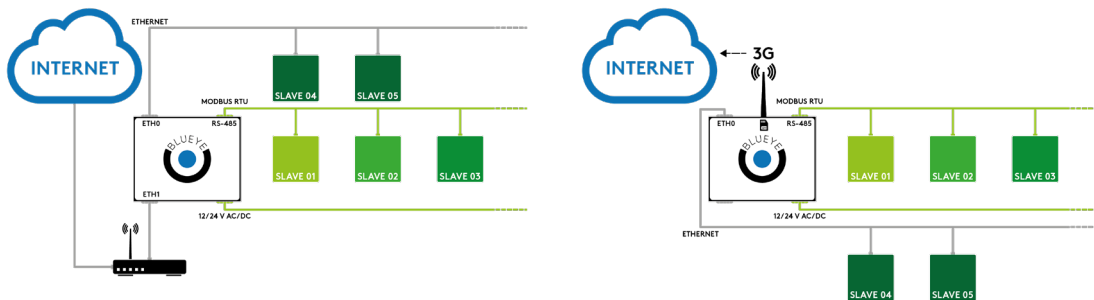 ETHERNET
INTERNET
SLAVE 04
SLAVE 05
MODBUS RTU
ETH0
RS-485
BLUEYE
SLAVE 01
SLAVE 02
SLAVE 03
ETH1
12/24 V AC/DC
3G
INTERNET
MODBUS RTU
ETH0
RS-485
BLUEYE
SLAVE 01
SLAVE 02
SLAVE 03
12/24 V AC/DC
ETHERNET
SLAVE 04
SLAVE 05